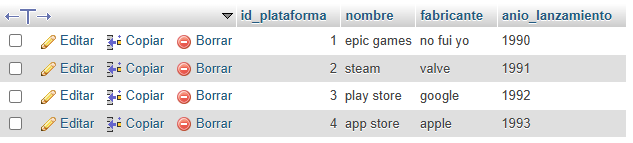 id_plataforma nombre fabricante anio_lanzamiento
Editar Copiar Borrar 1 epic games no fui yo 1990
Editar Copiar Borrar 2 steam valve 1991
Editar Copiar Borrar 3 play store google 1992
Editar Copiar Borrar 4 app store apple 1993